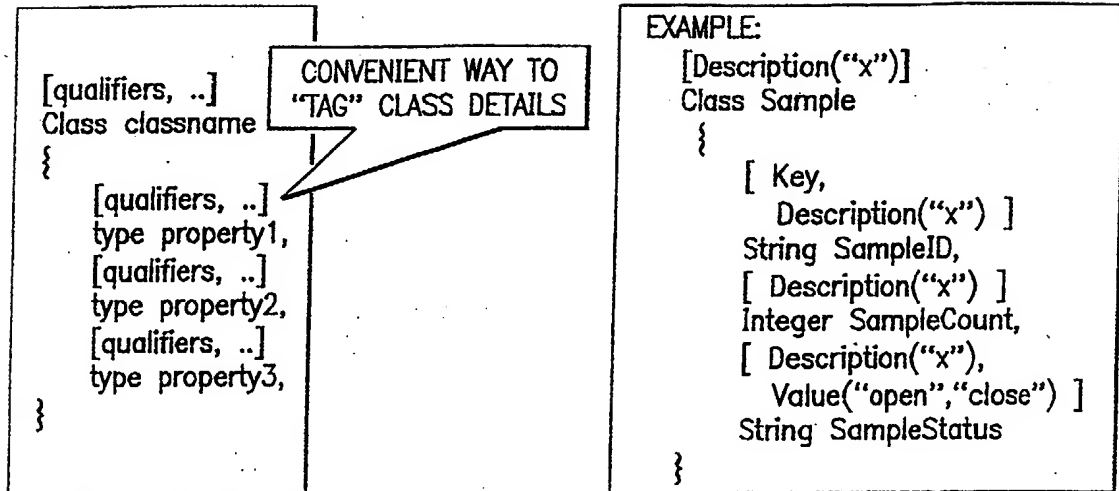 [qualifiers, ..]
Class classname
{
[qualifiers, ..]
type property1,
[qualifiers, ..]
type property2,
[qualifiers, ..]
type property3,
}
CONVENIENT WAY TO
“TAG” CLASS DETAILS
EXAMPLE:
[Description(“x”)]
Class Sample
{
[ Key,
Description(“x”) ]
String SampleID,
[ Description(“x”) ]
Integer SampleCount,
[ Description(“x”),
Value(“open”,“close”) ]
String SampleStatus
}